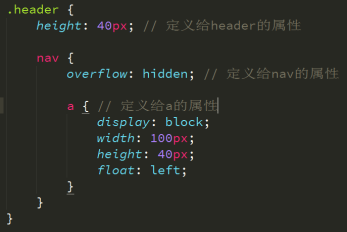 .header {
height: 40px; // 定义给header的属性
nav {
overflow: hidden; // 定义给nav的属性
a { // 定义给a的属性
display: block;
width: 100px;
height: 40px;
float: left;
}
}
}